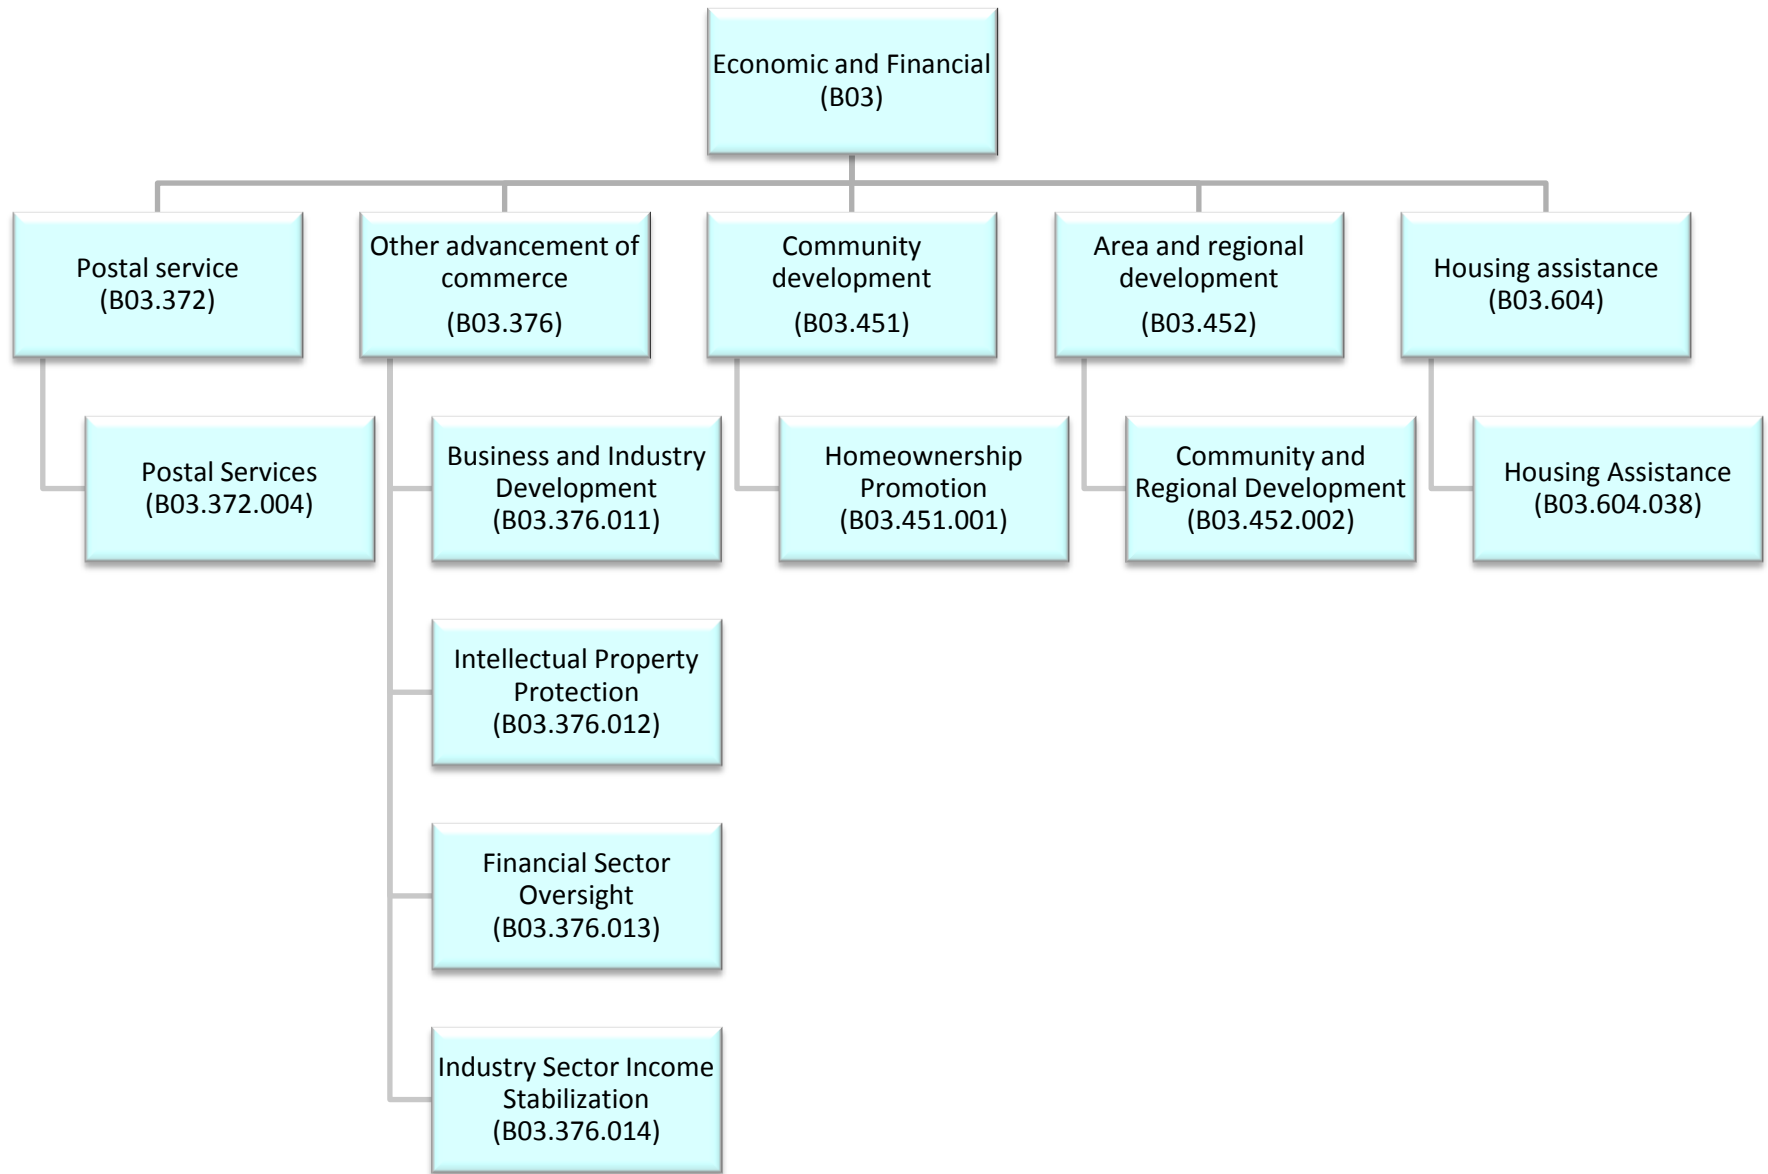 Economic and Financial
(B03)
Postal service
(B03.372)
Other advancement of
commerce
(B03.376)
Community
development
(B03.451)
Area and regional
development
(B03.452)
Housing assistance
(B03.604)
Postal Services
(B03.372.004)
Business and Industry
Development
(B03.376.011)
Homeownership
Promotion
(B03.451.001)
Community and
Regional Development
(B03.452.002)
Housing Assistance
(B03.604.038)
Intellectual Property
Protection
(B03.376.012)
Financial Sector
Oversight
(B03.376.013)
Industry Sector Income
Stabilization
(B03.376.014)